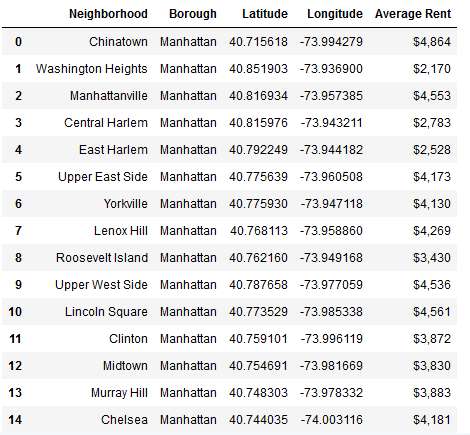 Neighborhood Borough Latitude Longitude Average Rent
0 Chinatown Manhattan 40.715618 -73.994279 $4,864
1 Washington Heights Manhattan 40.851903 -73.936900 $2,170
2 Manhattanville Manhattan 40.816934 -73.957385 $4,553
3 Central Harlem Manhattan 40.815976 -73.943211 $2,783
4 East Harlem Manhattan 40.792249 -73.944182 $2,528
5 Upper East Side Manhattan 40.775639 -73.960508 $4,173
6 Yorkville Manhattan 40.775930 -73.947118 $4,130
7 Lenox Hill Manhattan 40.768113 -73.958860 $4,269
8 Roosevelt Island Manhattan 40.762160 -73.949168 $3,430
9 Upper West Side Manhattan 40.787658 -73.977059 $4,536
10 Lincoln Square Manhattan 40.773529 -73.985338 $4,561
11 Clinton Manhattan 40.759101 -73.996119 $3,872
12 Midtown Manhattan 40.754691 -73.981669 $3,830
13 Murray Hill Manhattan 40.748303 -73.978332 $3,883
14 Chelsea Manhattan 40.744035 -74.003116 $4,181